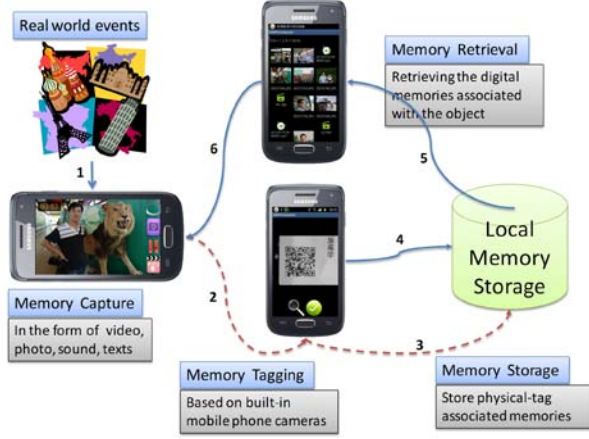 Real world events
Memory Retrieval
Retrieving the digital
memories associated
with the object
1
6
5
SAMSUNG
SAMSUNG
4
Local
Memory
Storage
Memory Capture
In the form of video,
photo, sound, texts
2
3
Memory Tagging
Based on built-in
mobile phone cameras
Memory Storage
Store physical-tag
associated memories